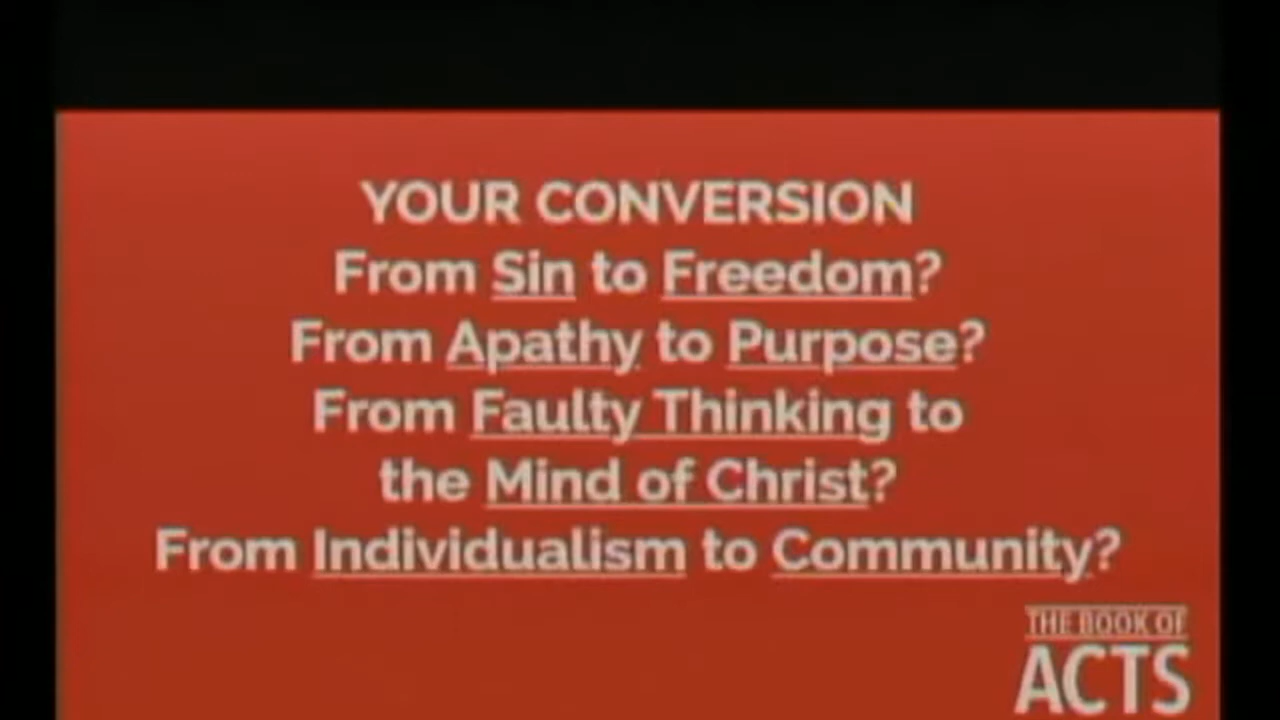 YOUR CONVERSION
From Sin to Freedom?
From Apathy to Purpose?
From Faulty Thinking to
the Mind of Christ?
From Individualism to Community?
THE BOOK OF
ACTS